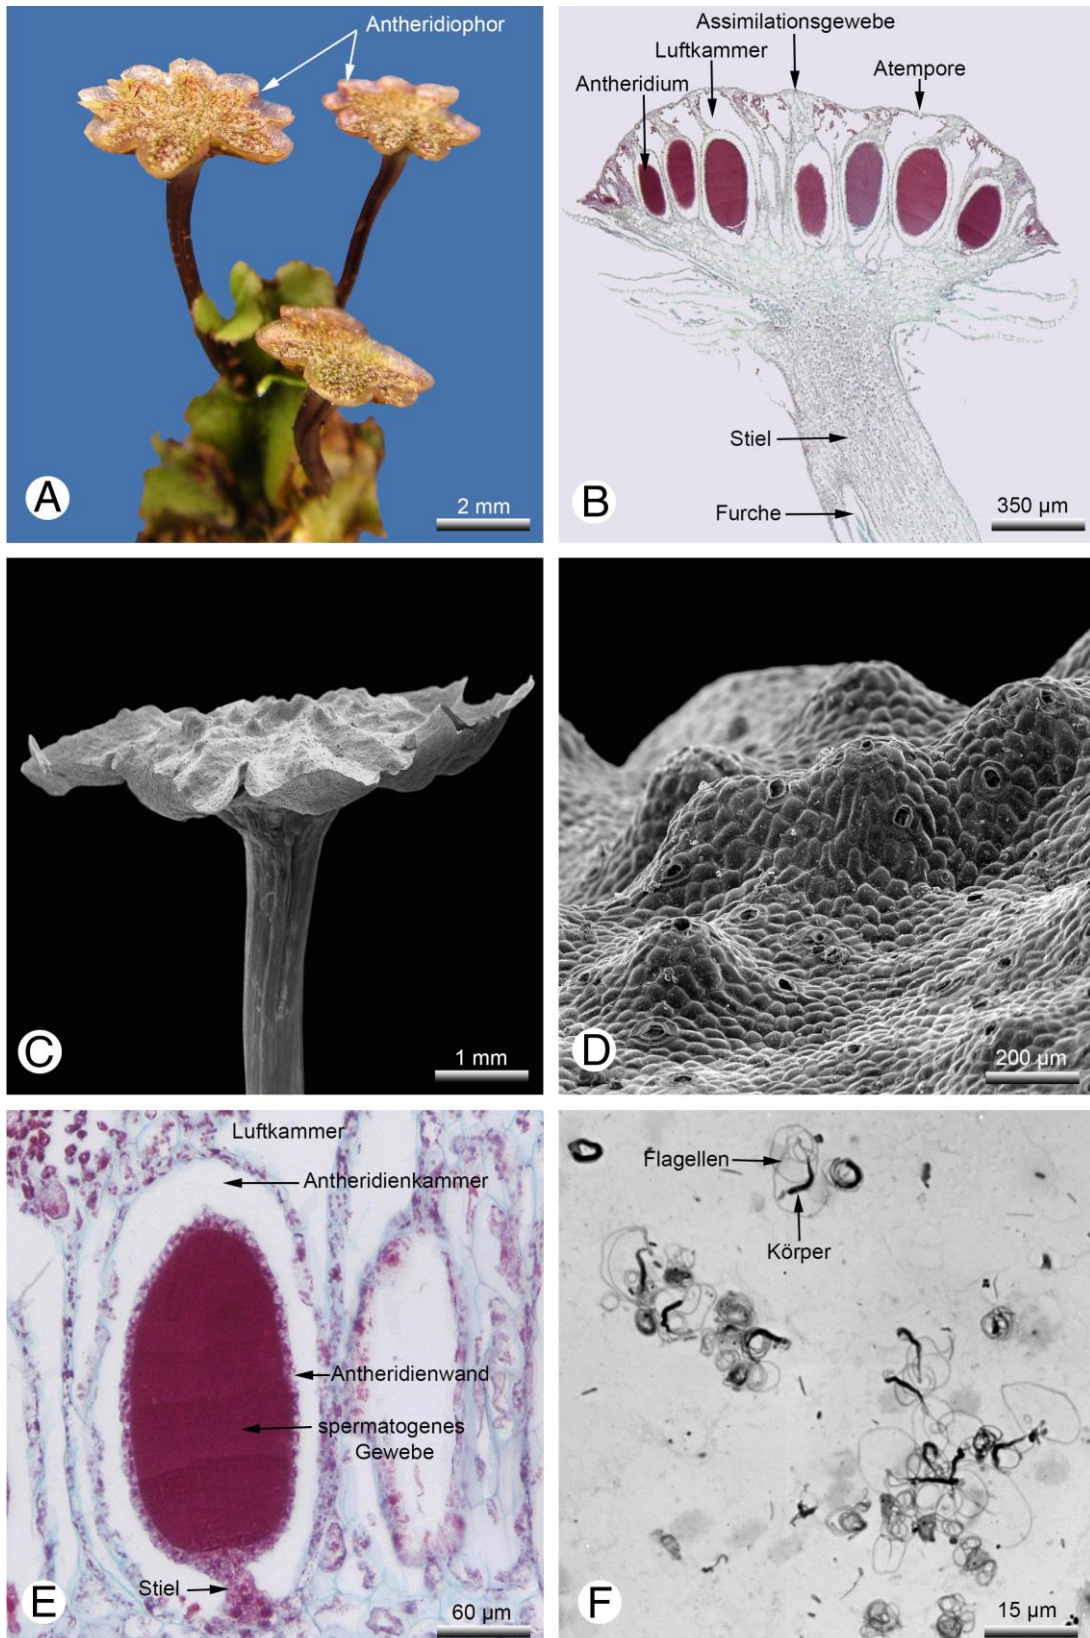 Antheridiophor
A
2 mm
Assimilationsgewebe
Luftkammer
Atempore
Antheridium
Stiel
Furche
B
350 µm
C
1 mm
D
200 µm
Luftkammer
Antheridienkammer
Antheridienwand
spermatogenes
Gewebe
Stiel
E
60 µm
Flagellen
Körper
F
15 µm